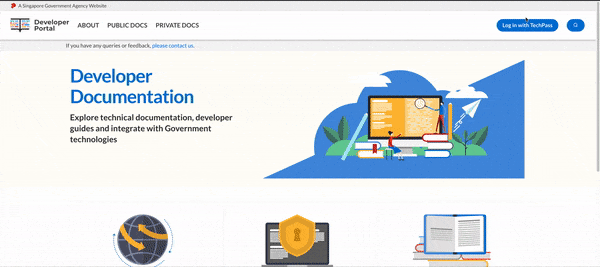 A Singapore Government Agency Website
Developer
Portal
ABOUT
PUBLIC DOCS
PRIVATE DOCS
Log in with TechPass
If you have any queries or feedback, please contact us.
Developer
Documentation
Explore technical documentation, developer
guides and integrate with Government
technologies